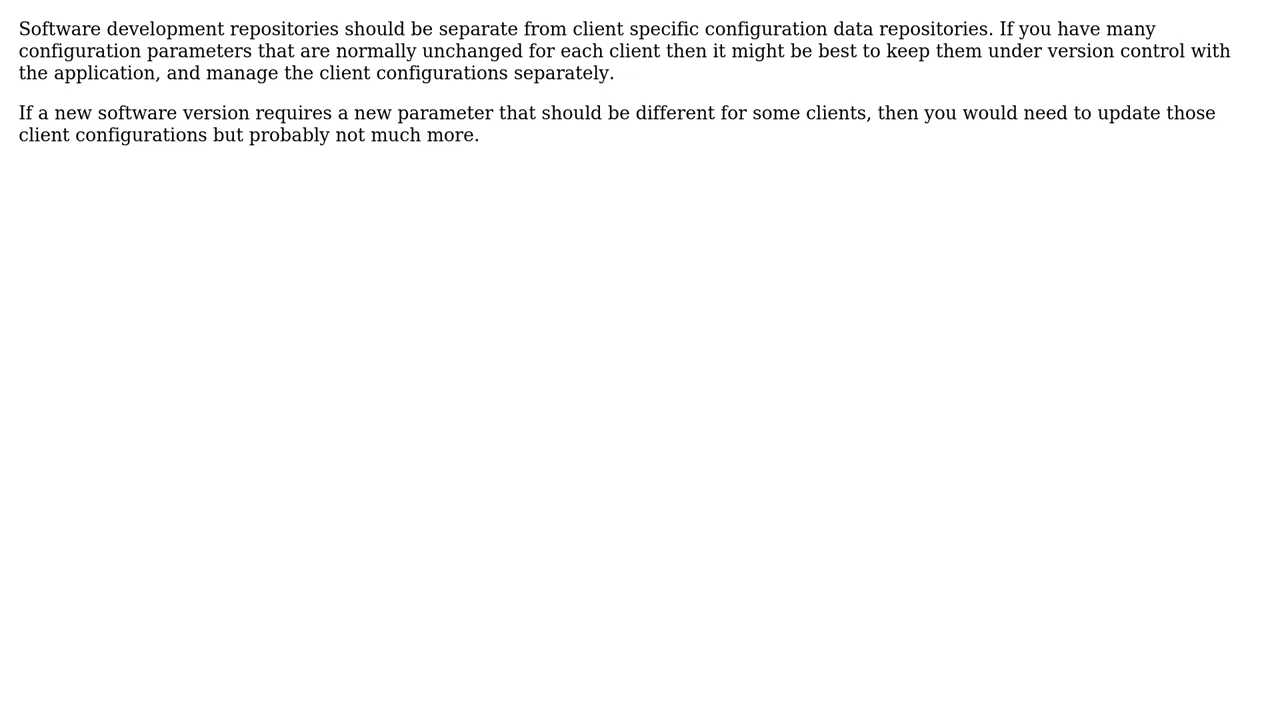 Software development repositories should be separate from client specific configuration data repositories. If you have many
configuration parameters that are normally unchanged for each client then it might be best to keep them under version control with
the application, and manage the client configurations separately.
If a new software version requires a new parameter that should be different for some clients, then you would need to update those
client configurations but probably not much more.